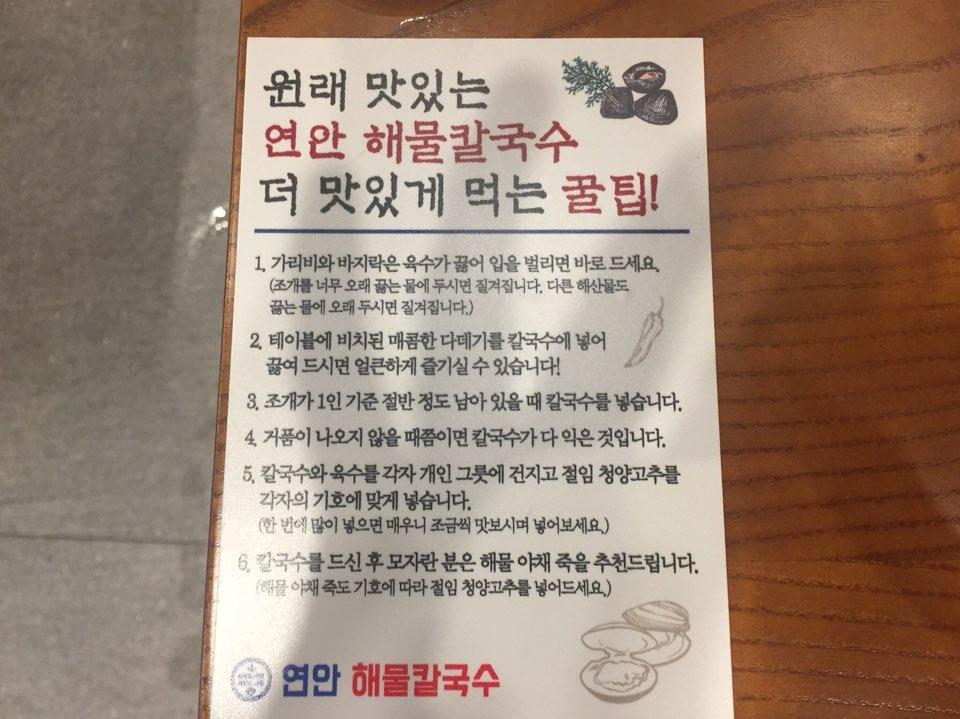 원래 맛있는
연안 해물칼국수
더 맛있게 먹는 꿀팁!
1. 가리비와 바지락은 육수가 끓어 입을 벌리면 바로 드세요.
(조개를 너무 오래 끓는 물에 두시면 질겨집니다. 다른 해산물도
끓는 물에 오래 두시면 질겨집니다.)
2. 테이블에 비치된 매콤한 다데기를 칼국수에 넣어
끓여 드시면 얼큰하게 즐기실 수 있습니다!
3. 조개가 1인 기준 절반 정도 남아 있을 때 칼국수를 넣습니다.
4. 거품이 나오지 않을 때쯤이면 칼국수가 다 익은 것입니다.
5. 칼국수와 육수를 각자 개인 그릇에 건지고 절임 청양고추를
각자의 기호에 맞게 넣습니다.
(한 번에 많이 넣으면 매우니 조금씩 맛보시며 넣어보세요.)
6. 칼국수를 드신 후 모자란 분은 해물 야채 죽을 추천드립니다.
(해물 야채 죽도 기호에 따라 절임 청양고추를 넣어드세요.)
연안 해물칼국수